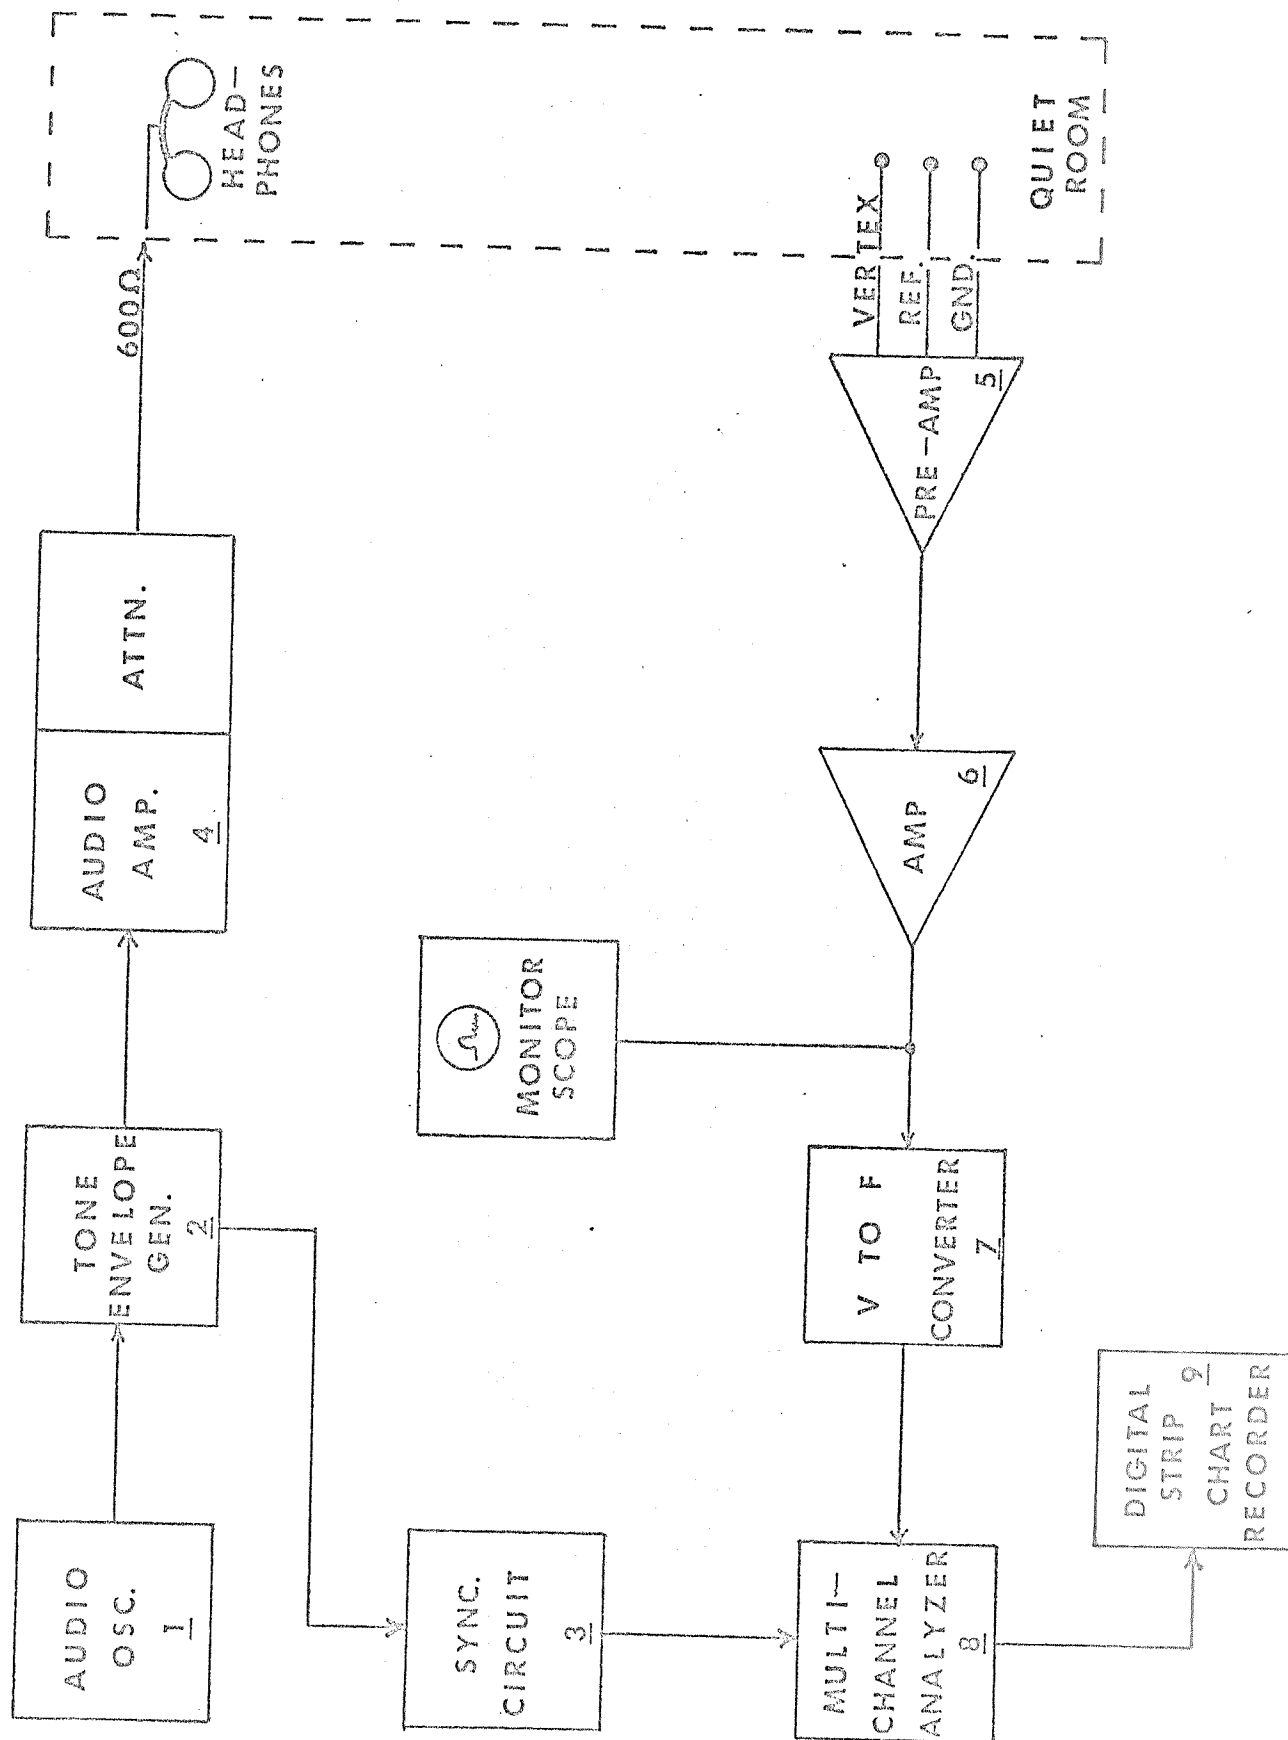 AUDIO
OSC.
1
TONE
ENVELOPE
GEN.
2
AUDIO
AMP.
4
ATTN.
600Ω
HEAD—
PHONES
SYNC.
CIRCUIT
3
MONITOR
SCOPE
MULTI—
CHANNEL
ANALYZER
8
V TO F
CONVERTER
7
AMP
6
PRE-AMP
5
VERTEX
REF.
GND.
QUIET
ROOM
DIGITAL
STRIP
9
CHART
RECORDER